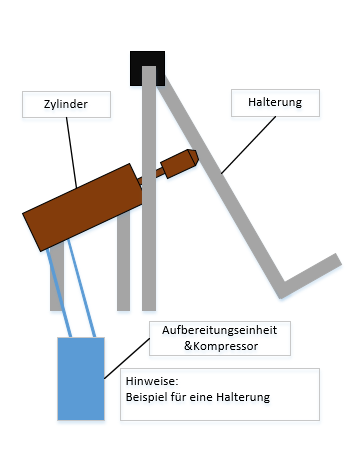 Zylinder
Halterung
Aufbereitungseinheit
&Kompressor
Hinweise:
Beispiel für eine Halterung